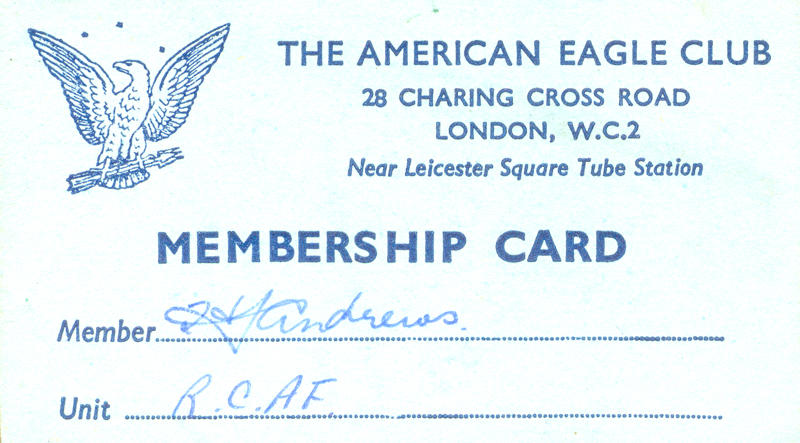 THE AMERICAN EAGLE CLUB
28 CHARING CROSS ROAD
LONDON, W.C.2
Near Leicester Square Tube Station
MEMBERSHIP CARD
Member Andrews.
Unit R.C.A.F.